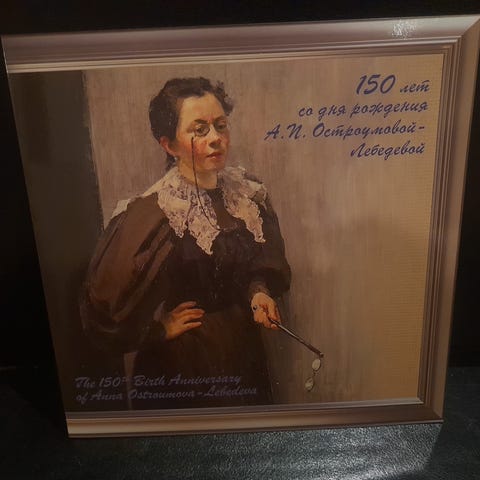 150 лет
со дня рождения
А.П. Остроумовой-
Лебедевой
The 150th Birth Anniversary
of Anna Ostroumova-Lebedeva